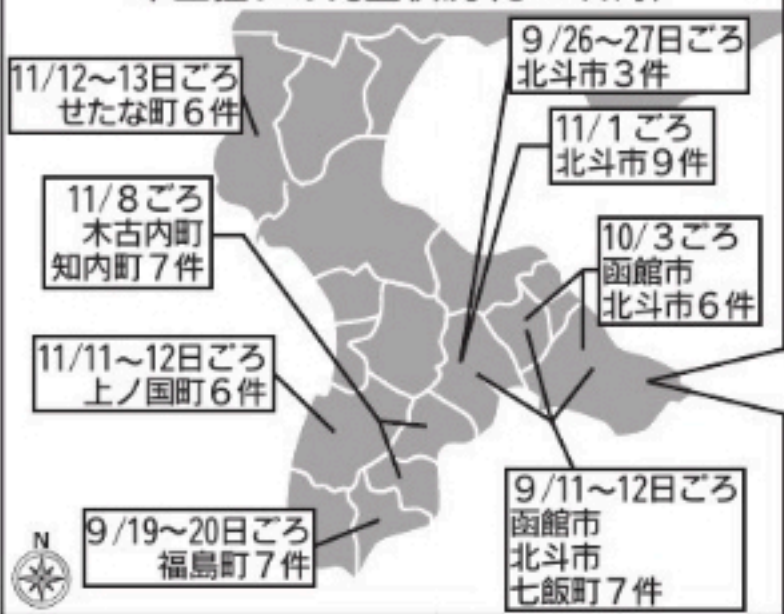 9/26～27日ごろ
北斗市3件
11/12～13日ごろ
せたな町6件
11/1ごろ
北斗市9件
11/8ごろ
木古内町
知内町7件
10/3ごろ
函館市
北斗市6件
11/11～12日ごろ
上ノ国町6件
9/11～12日ごろ
函館市
北斗市
七飯町7件
9/19～20日ごろ
福島町7件
N